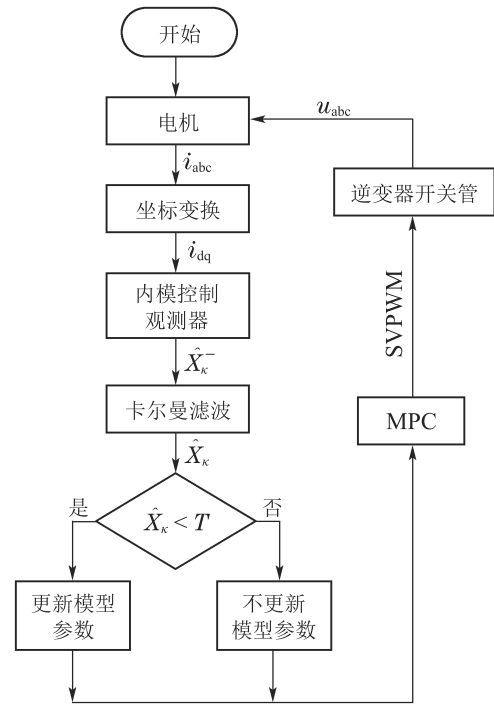 开始
电机
u_abc
i_abc
逆变器开关管
坐标变换
i_dq
内模控制
观测器
SVPWM
X̂_κ^−
卡尔曼滤波
MPC
X̂_κ
是
否
X̂_κ < T
更新模型
参数
不更新
模型参数